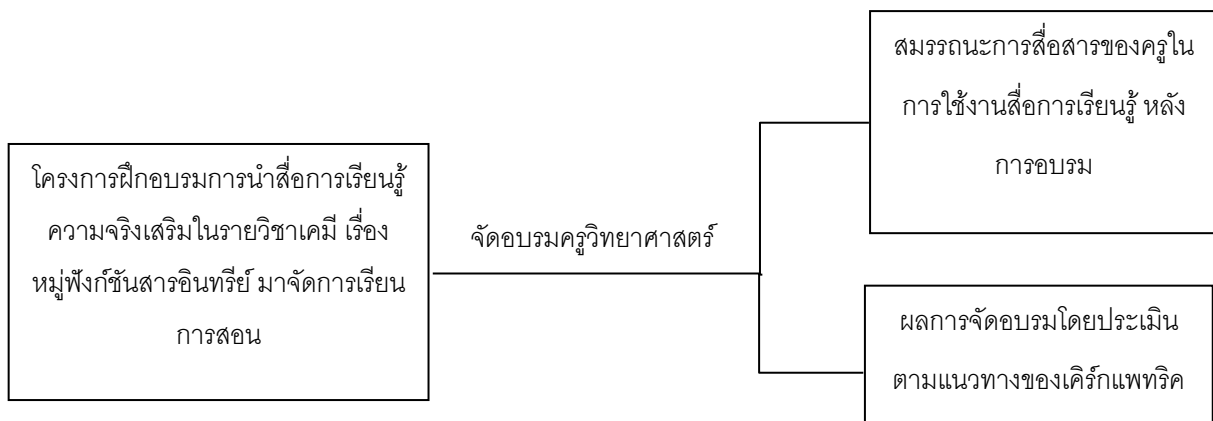 โครงการฝึกอบรมการนำสื่อการเรียนรู้
ความจริงเสริมในรายวิชาเคมี เรื่อง
หมู่ฟังก์ชันสารอินทรีย์ มาจัดการเรียน
การสอน
จัดอบรมครูวิทยาศาสตร์
สมรรถนะการสื่อสารของครูใน
การใช้งานสื่อการเรียนรู้ หลัง
การอบรม
ผลการจัดอบรมโดยประเมิน
ตามแนวทางของเคิร์กแพทริค